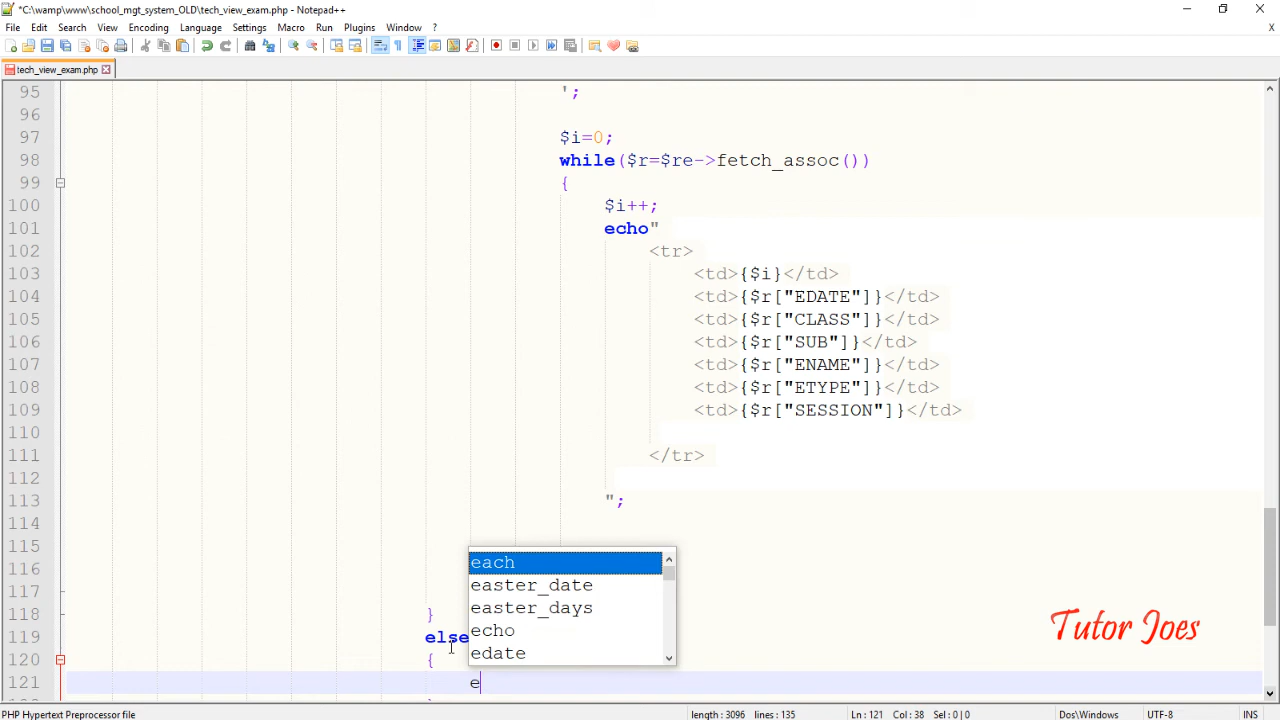 *C:\wamp\www\school_mgt_system_OLD\tech_view_exam.php - Notepad++
File Edit Search View Encoding Language Settings Macro Run Plugins Window ?
X
tech_view_exam.php
95 ';
96
97 $i=0;
98 while($r=$re->fetch_assoc())
99 {
100 $i++;
101 echo"
102 <tr>
103 <td>{$i}</td>
104 <td>{$r["EDATE"]}</td>
105 <td>{$r["CLASS"]}</td>
106 <td>{$r["SUB"]}</td>
107 <td>{$r["ENAME"]}</td>
108 <td>{$r["ETYPE"]}</td>
109 <td>{$r["SESSION"]}</td>
110
111 </tr>
112
113 ";
114
115
116 each
117 easter_date
118 } easter_days
119 else echo
120 { edate
121 e
Tutor Joes
PHP Hypertext Preprocessor file length : 3096 lines : 135 Ln : 121 Col : 38 Sel : 0 | 0 Dos\Windows UTF-8 INS